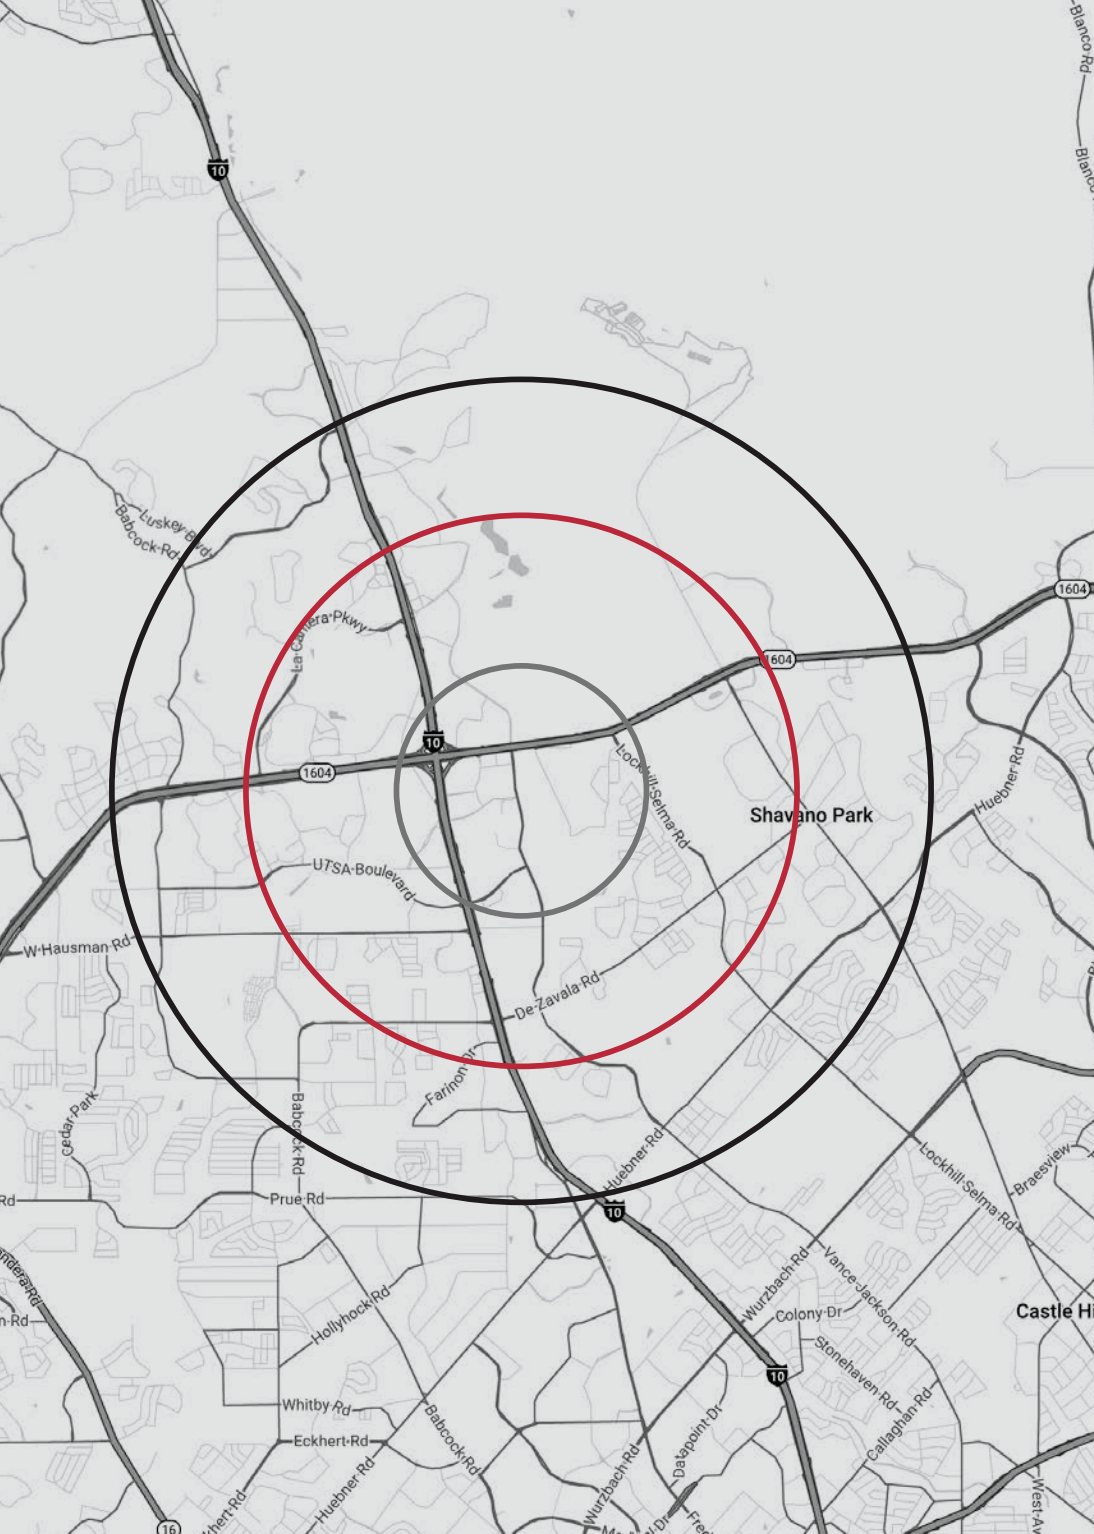 Blanco Rd
Blanco
10
Luskey Blvd
Babcock Rd
1604
La Cantera Pkwy
1604
10
1604
Lockhill-Selma Rd
Huebner Rd
Shavano Park
UTSA Boulevard
W Hausman Rd
De Zavala Rd
Farinon Dr
Cedar Park
Babcock Rd
Huebner Rd
Lockhill-Selma Rd
Braesview
Rd
Prue Rd
10
Wurzbach Rd
Vance Jackson Rd
Hollyhock Rd
Colony Dr
Castle Hi
Stonehaven Rd
10
Callaghan Rd
Whitby Rd
Babcock Rd
Datapoint Dr
Eckhert Rd
Huebner Rd
Wurzbach Rd
West A
16